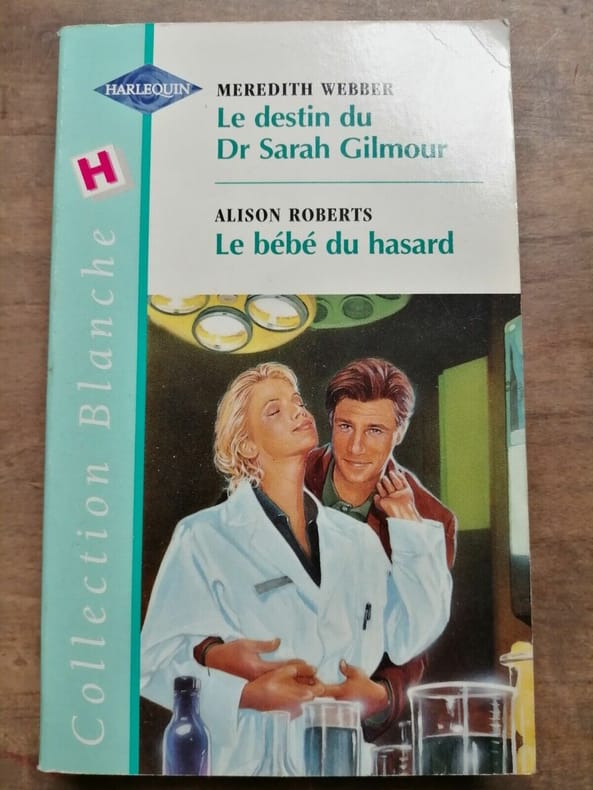 HARLEQUIN
MEREDITH WEBBER
Le destin du
Dr Sarah Gilmour
ALISON ROBERTS
Le bébé du hasard
H
Collection Blanche